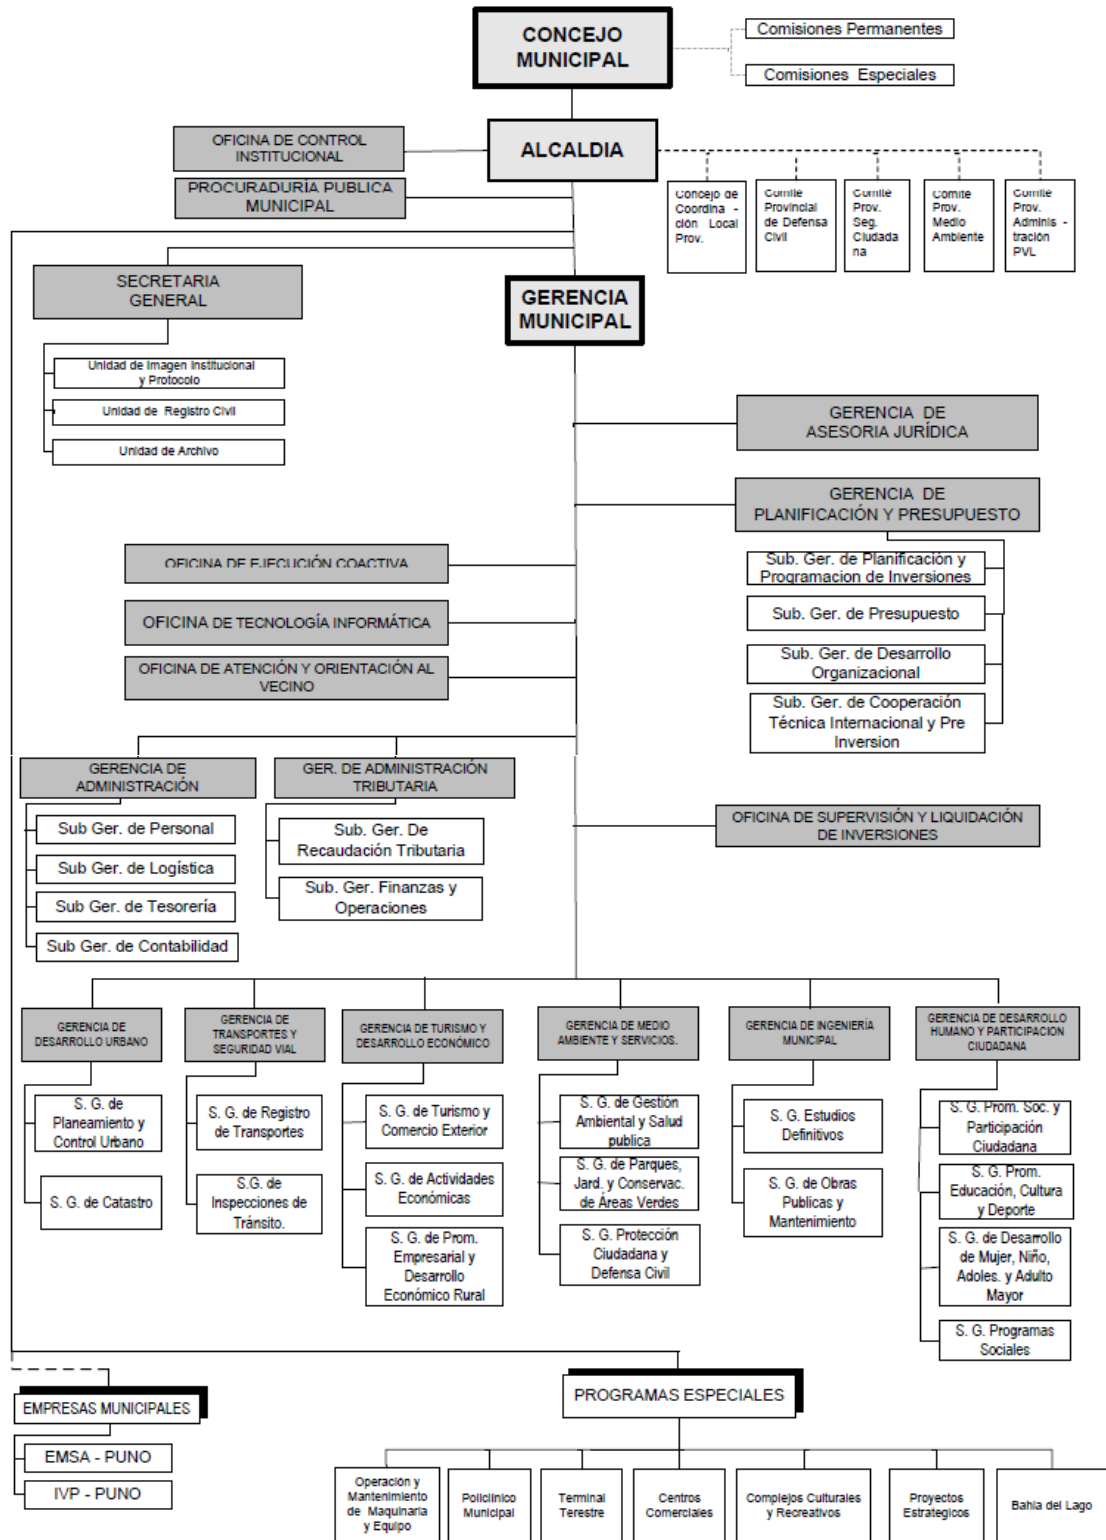 CONCEJO
MUNICIPAL
Comisiones Permanentes
Comisiones Especiales
ALCALDIA
OFICINA DE CONTROL
INSTITUCIONAL
PROCURADURÍA PUBLICA
MUNICIPAL
Concejo de
Coordina - 
ción Local
Prov.
Comité
Provincial
de Defensa
Civil
Comité
Prov.
Seg.
Ciudada
na
Comité
Prov.
Medio
Ambiente
Comité
Prov.
Adminis -
tración
PVL
SECRETARIA
GENERAL
Unidad de Imagen Institucional
y Protocolo
Unidad de Registro Civil
Unidad de Archivo
GERENCIA
MUNICIPAL
GERENCIA DE
ASESORIA JURÍDICA
GERENCIA DE
PLANIFICACIÓN Y PRESUPUESTO
Sub. Ger. de Planificación y
Programacion de Inversiones
Sub. Ger. de Presupuesto
Sub. Ger. de Desarrollo
Organizacional
Sub. Ger. de Cooperación
Técnica Internacional y Pre
Inversion
OFICINA DE EJECUCIÓN COACTIVA
OFICINA DE TECNOLOGÍA INFORMÁTICA
OFICINA DE ATENCIÓN Y ORIENTACIÓN AL
VECINO
GERENCIA DE
ADMINISTRACIÓN
Sub Ger. de Personal
Sub Ger. de Logística
Sub Ger. de Tesorería
Sub Ger. de Contabilidad
GER. DE ADMINISTRACIÓN
TRIBUTARIA
Sub. Ger. De
Recaudación Tributaria
Sub. Ger. Finanzas y
Operaciones
OFICINA DE SUPERVISIÓN Y LIQUIDACIÓN
DE INVERSIONES
GERENCIA DE
DESARROLLO URBANO
S. G. de
Planeamiento y
Control Urbano
S. G. de Catastro
GERENCIA DE
TRANSPORTES Y
SEGURIDAD VIAL
S. G. de Registro
de Transportes
S.G. de
Inspecciones de
Tránsito.
GERENCIA DE TURISMO Y
DESARROLLO ECONÓMICO
S. G. de Turismo y
Comercio Exterior
S. G. de Actividades
Económicas
S. G. de Prom.
Empresarial y
Desarrollo
Económico Rural
GERENCIA DE MEDIO
AMBIENTE Y SERVICIOS.
S. G. de Gestión
Ambiental y Salud
publica
S. G. de Parques,
Jard. y Conservac.
de Áreas Verdes
S. G. Protección
Ciudadana y
Defensa Civil
GERENCIA DE INGENIERÍA
MUNICIPAL
S. G. Estudios
Definitivos
S. G. de Obras
Publicas y
Mantenimiento
GERENCIA DE DESARROLLO
HUMANO Y PARTICIPACION
CIUDADANA
S. G. Prom. Soc. y
Participación
Ciudadana
S. G. Prom.
Educación, Cultura
y Deporte
S. G. de Desarrollo
de Mujer, Niño,
Adoles. y Adulto
Mayor
S. G. Programas
Sociales
EMPRESAS MUNICIPALES
EMSA - PUNO
IVP - PUNO
PROGRAMAS ESPECIALES
Operación y
Mantenimiento
de Maquinaria
y Equipo
Policlínico
Municipal
Terminal
Terestre
Centros
Comerciales
Complejos Culturales
y Recreativos
Proyectos
Estrategicos
Bahía del Lago